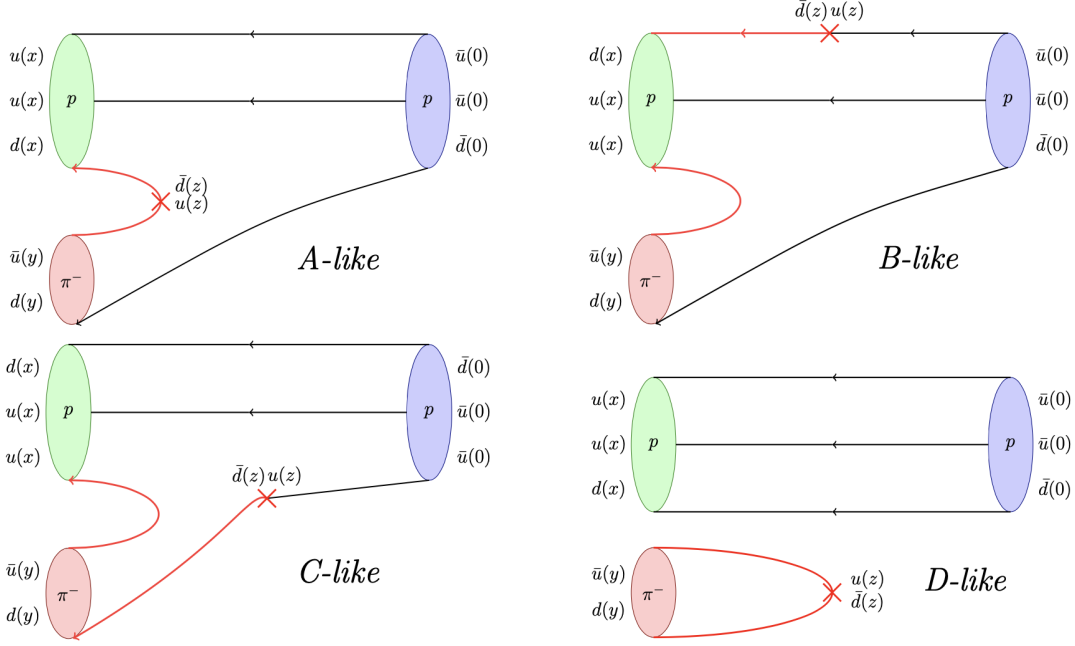 u(x)
u(x)
d(x)
p
p
ū(0)
ū(0)
d̄(0)
d̄(z)
u(z)
ū(y)
d(y)
π⁻
A-like
d̄(z) u(z)
d(x)
u(x)
u(x)
p
p
ū(0)
ū(0)
d̄(0)
ū(y)
d(y)
π⁻
B-like
d(x)
u(x)
u(x)
p
p
d̄(0)
ū(0)
ū(0)
d̄(z) u(z)
ū(y)
d(y)
π⁻
C-like
u(x)
u(x)
d(x)
p
p
ū(0)
ū(0)
d̄(0)
ū(y)
d(y)
π⁻
u(z)
d̄(z)
D-like